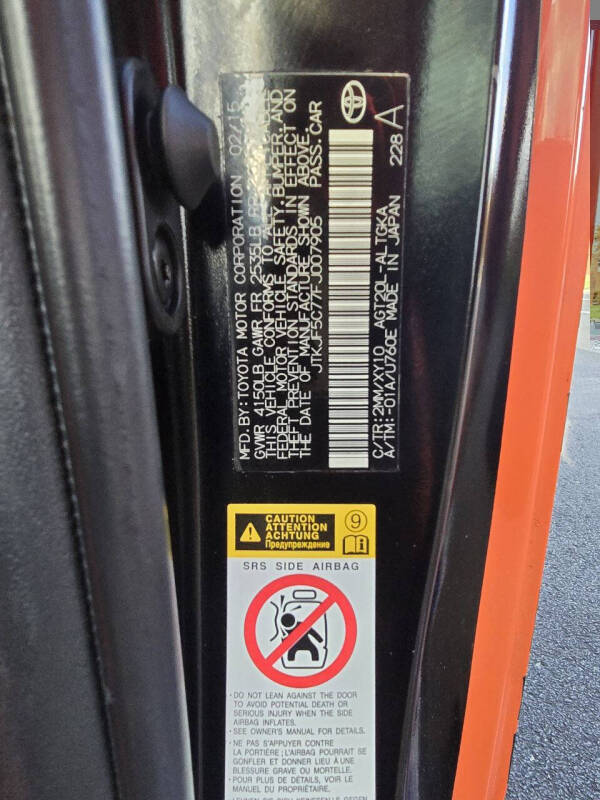 MFD. BY: TOYOTA MOTOR CORPORATION 02/15
GVWR 4150LB GAWR FR 2535LB RR
THIS VEHICLE CONFORMS TO ALL APPLICABLE
FEDERAL MOTOR VEHICLE SAFETY, BUMPER, AND
THEFT PREVENTION STANDARDS IN EFFECT ON
THE DATE OF MANUFACTURE SHOWN ABOVE.
JTKJF5C77FJ007905 PASS. CAR
C/TR: 2MM/XY10 AGT20L-ALTGKA
A/TM: -01A/U760E MADE IN JAPAN 228 A
CAUTION
ATTENTION
ACHTUNG
Предупреждение
9
i
SRS SIDE AIRBAG
· DO NOT LEAN AGAINST THE DOOR
TO AVOID POTENTIAL DEATH OR
SERIOUS INJURY WHEN THE SIDE
AIRBAG INFLATES.
· SEE OWNER'S MANUAL FOR DETAILS.
· NE PAS S'APPUYER CONTRE
LA PORTIÈRE ; L'AIRBAG POURRAIT SE
GONFLER ET DONNER LIEU À UNE
BLESSURE GRAVE OU MORTELLE.
· POUR PLUS DE DÉTAILS, VOIR LE
MANUEL DU PROPRIÉTAIRE.